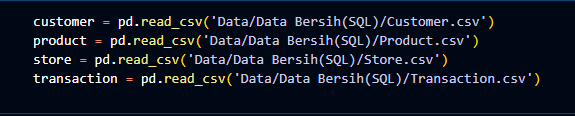 customer = pd.read_csv('Data/Data Bersih(SQL)/Customer.csv')
product = pd.read_csv('Data/Data Bersih(SQL)/Product.csv')
store = pd.read_csv('Data/Data Bersih(SQL)/Store.csv')
transaction = pd.read_csv('Data/Data Bersih(SQL)/Transaction.csv')